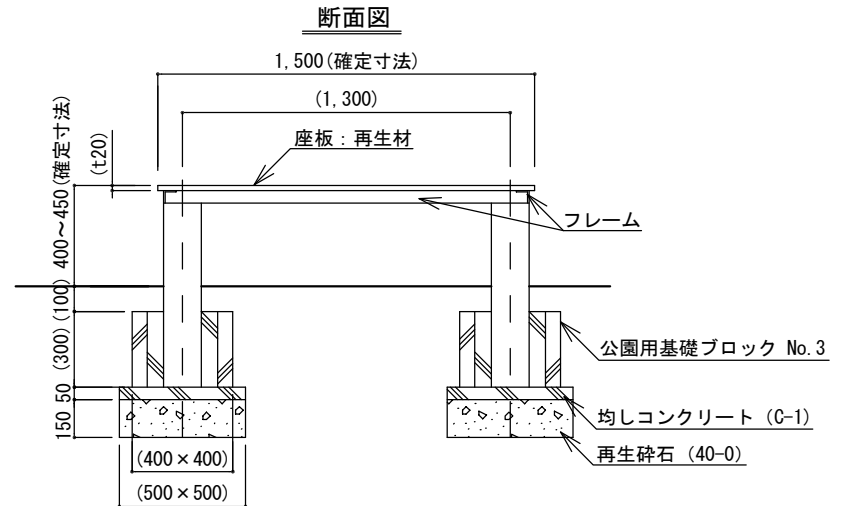 断面図
1,500(確定寸法)
(1,300)
座板：再生材
(t20)
400～450(確定寸法)
フレーム
(100)
(300)
公園用基礎ブロック No.3
50
均しコンクリート (C-1)
150
再生砕石 (40-0)
(400×400)
(500×500)